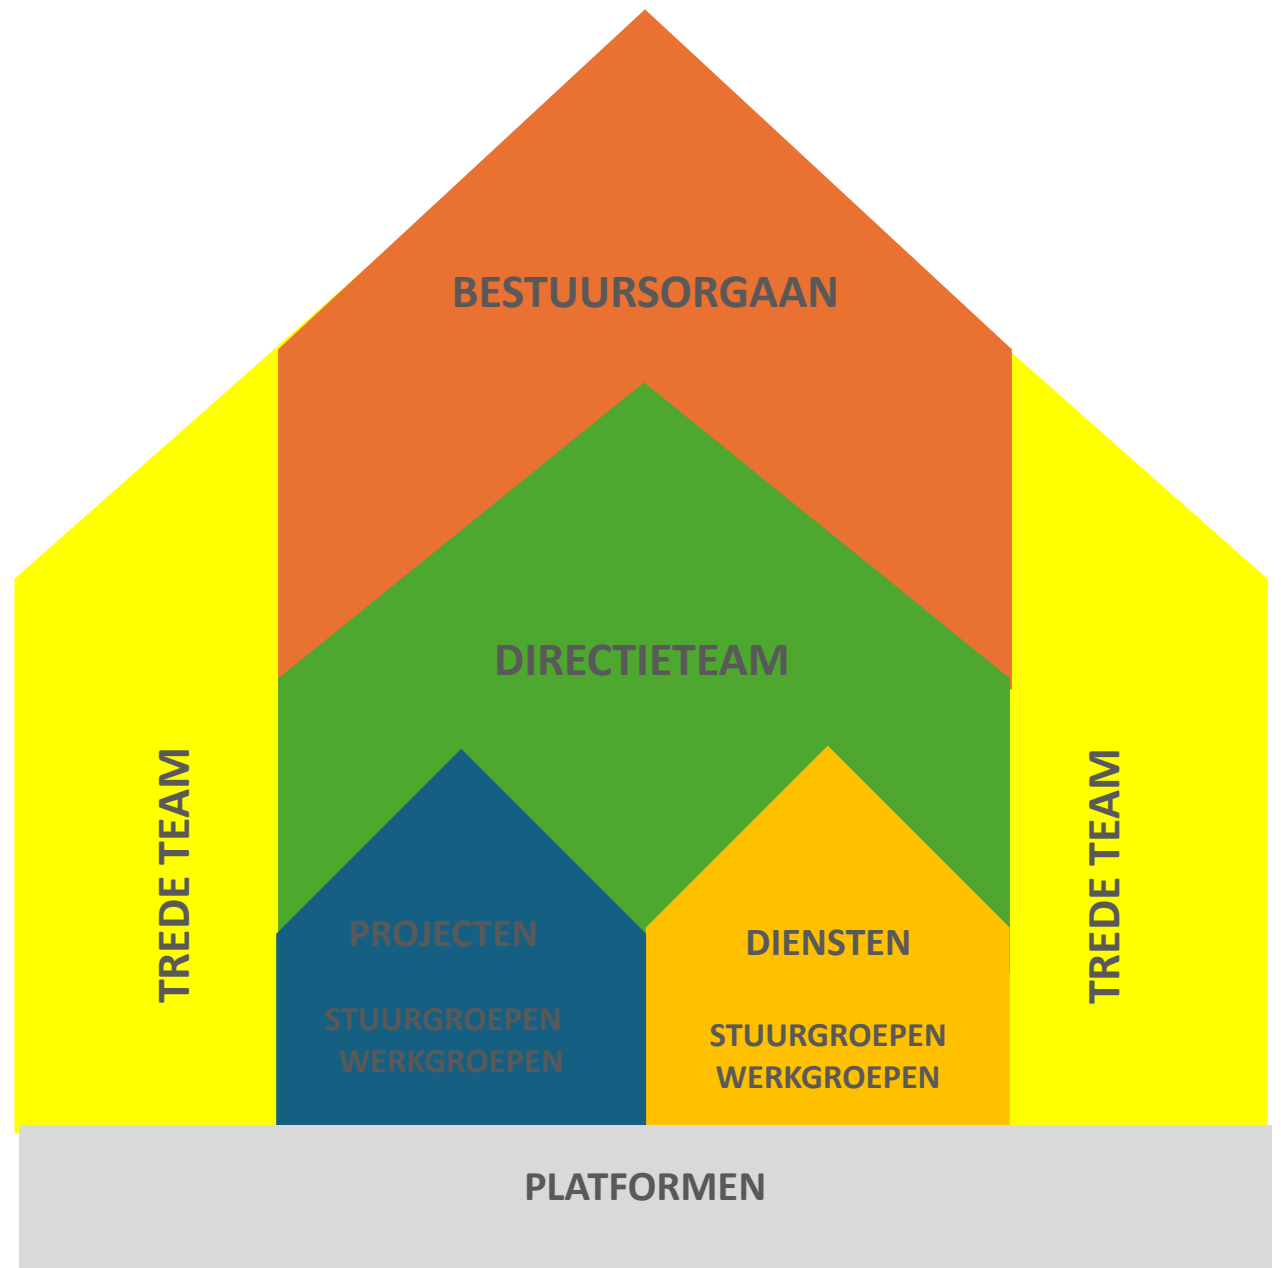 BESTUURSORGAAN
DIRECTIETEAM
TREDE TEAM
TREDE TEAM
PROJECTEN
STUURGROEPEN
WERKGROEPEN
DIENSTEN
STUURGROEPEN
WERKGROEPEN
PLATFORMEN